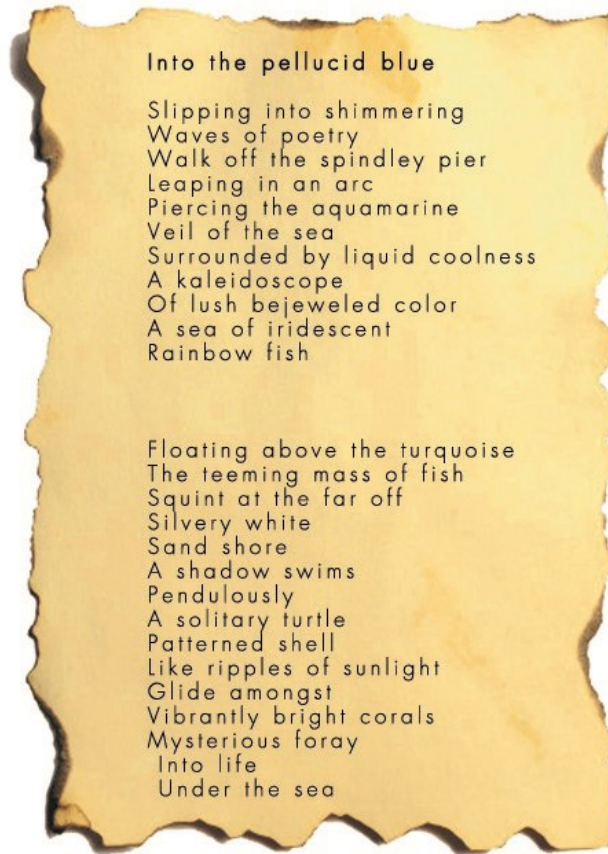 Into the pellucid blue
Slipping into shimmering
Waves of poetry
Walk off the spindley pier
Leaping in an arc
Piercing the aquamarine
Veil of the sea
Surrounded by liquid coolness
A kaleidoscope
Of lush bejeweled color
A sea of iridescent
Rainbow fish
Floating above the turquoise
The teeming mass of fish
Squint at the far off
Silvery white
Sand shore
A shadow swims
Pendulously
A solitary turtle
Patterned shell
Like ripples of sunlight
Glide amongst
Vibrantly bright corals
Mysterious foray
Into life
Under the sea